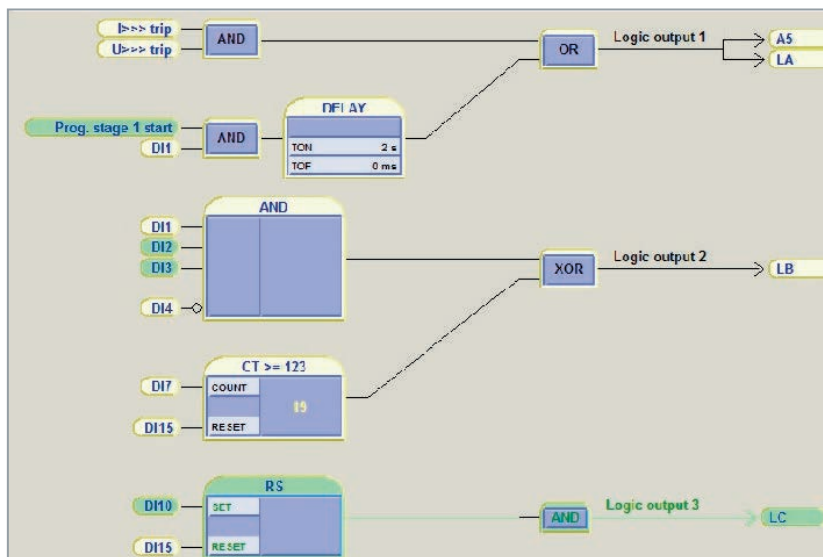 I>>> trip
U>>> trip
AND
OR
Logic output 1
A5
LA
Prog. stage 1 start
DI1
AND
DELAY
TON 2 s
TOF 0 ms
DI1
DI2
DI3
DI4
AND
XOR
Logic output 2
LB
CT >= 123
DI7
COUNT
19
DI15
RESET
RS
DI10
SET
AND
Logic output 3
LC
DI15
RESET